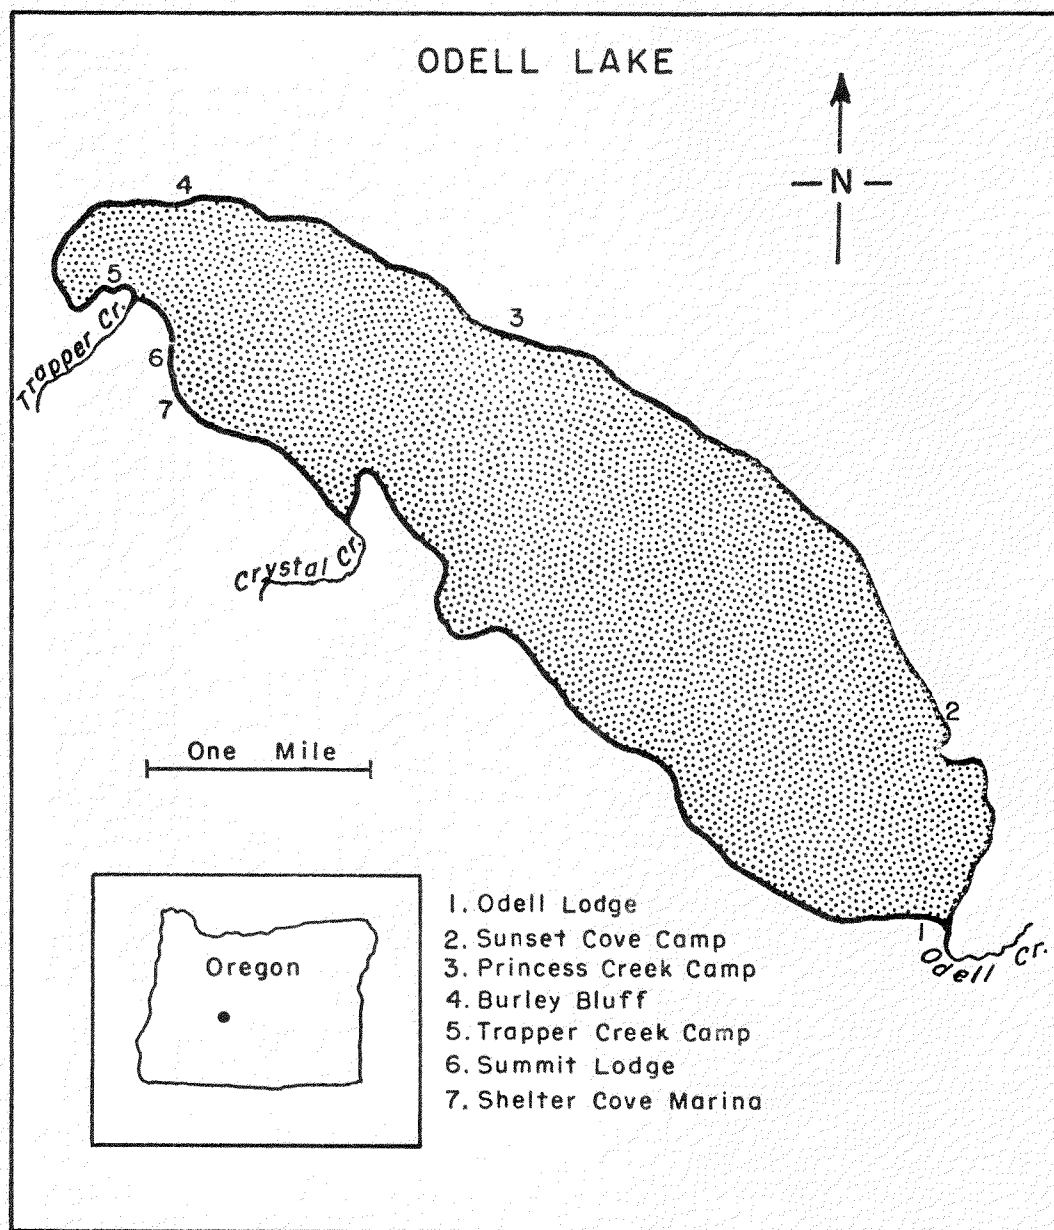 ODELL LAKE
N
4
5
3
Trapper Cr.
6
7
Crystal Cr.
2
One Mile
1
Odell Cr.
Oregon
1. Odell Lodge
2. Sunset Cove Camp
3. Princess Creek Camp
4. Burley Bluff
5. Trapper Creek Camp
6. Summit Lodge
7. Shelter Cove Marina